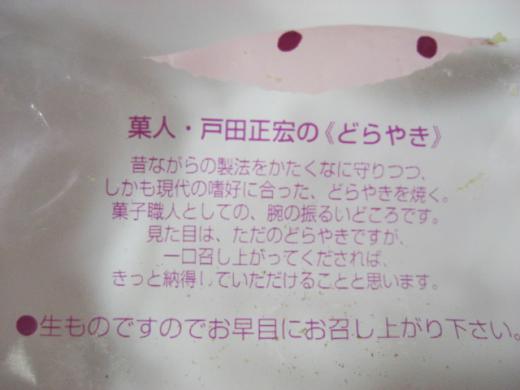 菓人・戸田正宏の《どらやき》
昔ながらの製法をかたくなに守りつつ、
しかも現代の嗜好に合った、どらやきを焼く。
菓子職人としての、腕の振るいどころです。
見た目は、ただのどらやきですが、
一口召し上がってくだされば、
きっと納得!していただけることと思います。
●生ものですのでお早目にお召し上がり下さい。